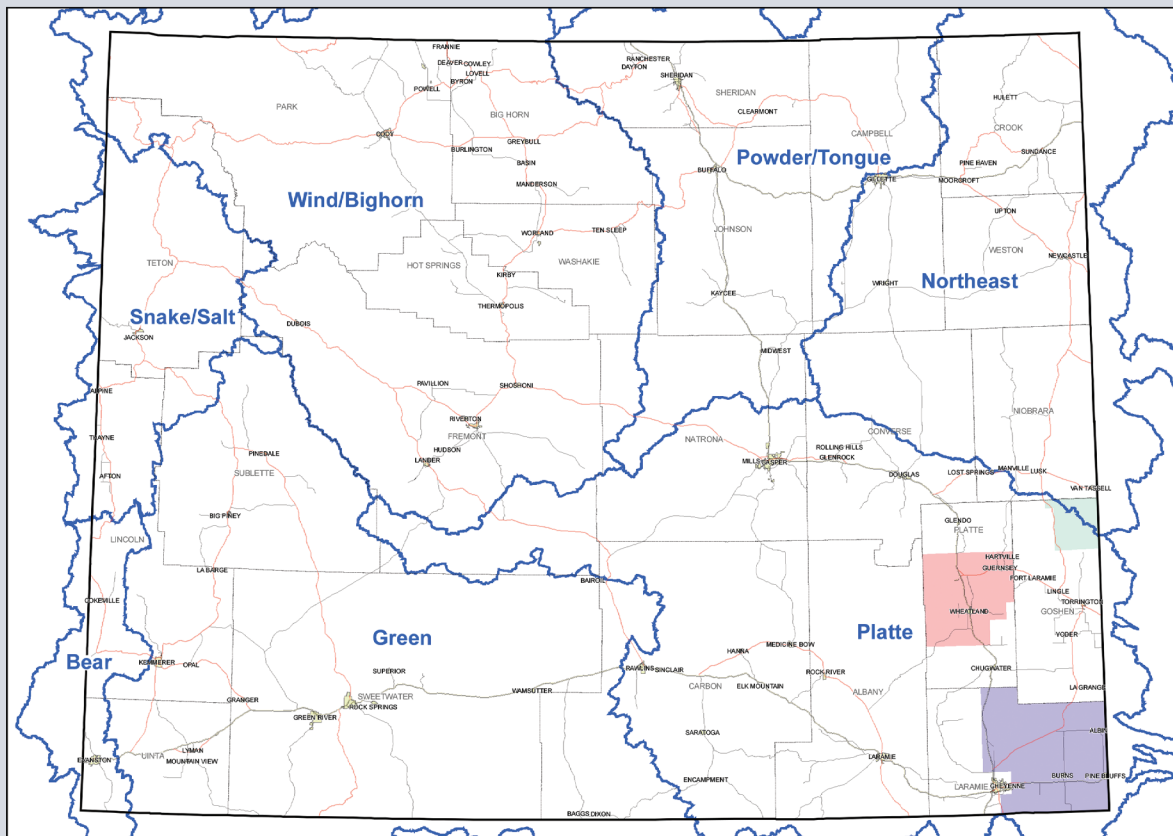 FRANNIE
DEAVER
COWLEY
LOVELL
BYRON
POWELL
PARK
BIG HORN
CODY
GREYBULL
BURLINGTON
BASIN
MANDERSON
Wind/Bighorn
WORLAND
TEN SLEEP
HOT SPRINGS
WASHAKIE
KIRBY
THERMOPOLIS
RANCHESTER
DAYTON
SHERIDAN
SHERIDAN
CLEARMONT
CAMPBELL
Powder/Tongue
BUFFALO
GILLETTE
JOHNSON
KAYCEE
MIDWEST
HULETT
CROOK
SUNDANCE
PINE HAVEN
MOORCROFT
UPTON
WESTON
NEWCASTLE
WRIGHT
Northeast
NIOBRARA
TETON
Snake/Salt
JACKSON
ALPINE
THAYNE
AFTON
DUBOIS
PAVILLION
SHOSHONI
RIVERTON
FREMONT
HUDSON
LANDER
PINEDALE
SUBLETTE
BIG PINEY
LINCOLN
LA BARGE
COKEVILLE
Bear
KEMMERER
OPAL
GRANGER
EVANSTON
UINTA
LYMAN
MOUNTAIN VIEW
Green
SUPERIOR
SWEETWATER
ROCK SPRINGS
GREEN RIVER
WAMSUTTER
BAIROIL
BAGGS
DIXON
NATRONA
CONVERSE
MILLS
CASPER
ROLLING HILLS
GLENROCK
DOUGLAS
LOST SPRINGS
MANVILLE
LUSK
VAN TASSELL
GLENDO
PLATTE
HARTVILLE
GUERNSEY
FORT LARAMIE
LINGLE
TORRINGTON
GOSHEN
WHEATLAND
YODER
Platte
CHUGWATER
LA GRANGE
RAWLINS
SINCLAIR
HANNA
MEDICINE BOW
ROCK RIVER
CARBON
ELK MOUNTAIN
ALBANY
SARATOGA
ENCAMPMENT
LARAMIE
ALBIN
LARAMIE
CHEYENNE
BURNS
PINE BLUFFS